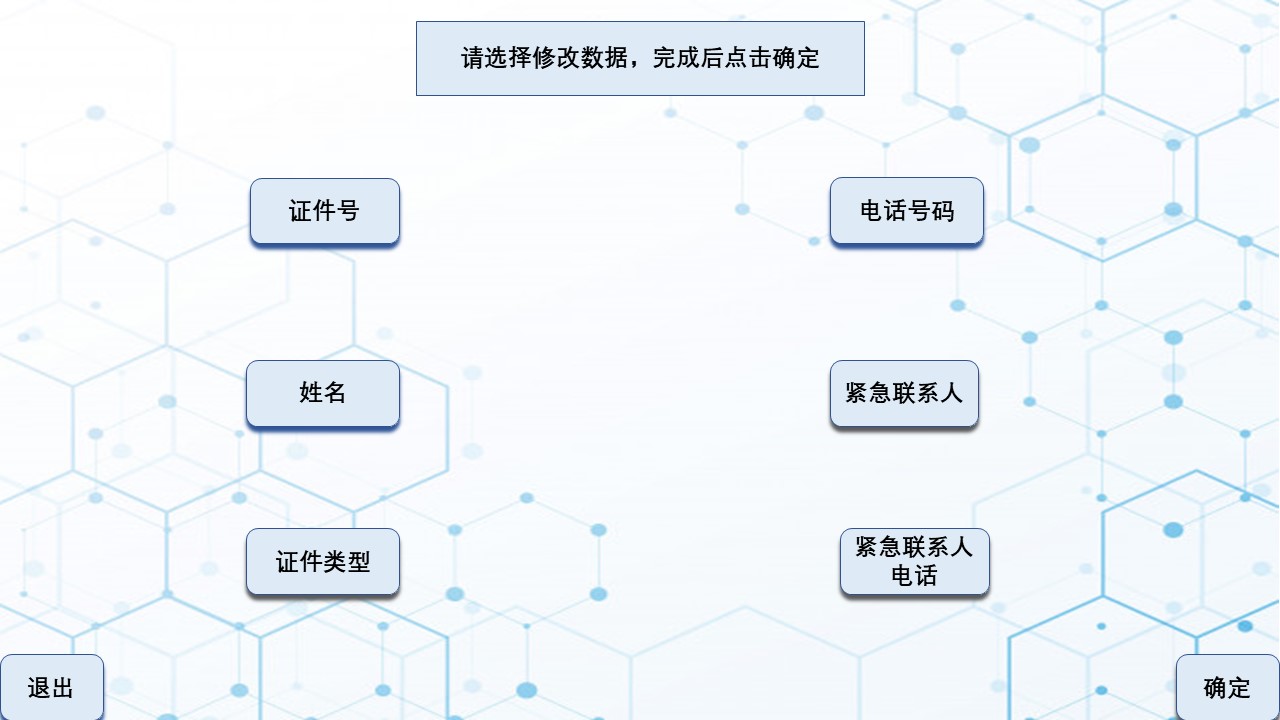 请选择修改数据，完成后点击确定
证件号
电话号码
姓名
紧急联系人
证件类型
紧急联系人
电话
退出
确定